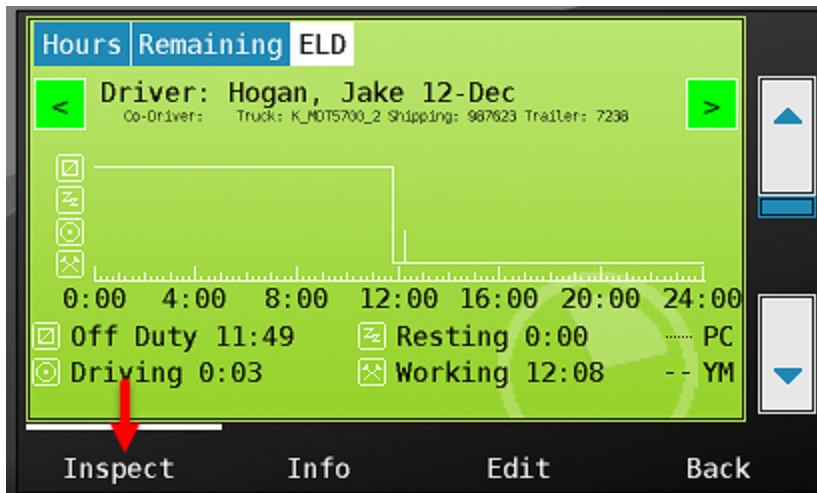 Hours Remaining ELD
< Driver: Hogan, Jake 12-Dec >
Co-Driver: Truck: K_MDT5700_2 Shipping: 987623 Trailer: 7238
0:00 4:00 8:00 12:00 16:00 20:00 24:00
Off Duty 11:49 Resting 0:00 PC
Driving 0:03 Working 12:08 -- YM
Inspect Info Edit Back